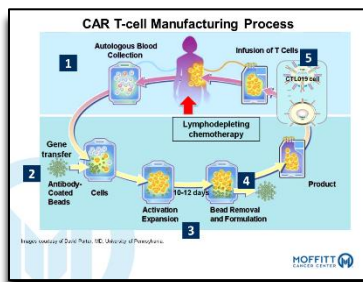 CAR T-cell Manufacturing Process
1
Autologous Blood
Collection
Infusion of T Cells
5
CTL019 cell
Lymphodepleting
chemotherapy
Gene
transfer
2
Antibody-
Coated
Beads
Cells
Activation
Expansion
10-12 days
3
4
Bead Removal
and Formulation
Product
Images courtesy of David Porter, MD, University of Pennsylvania.
MOFFITT
CANCER CENTER
M